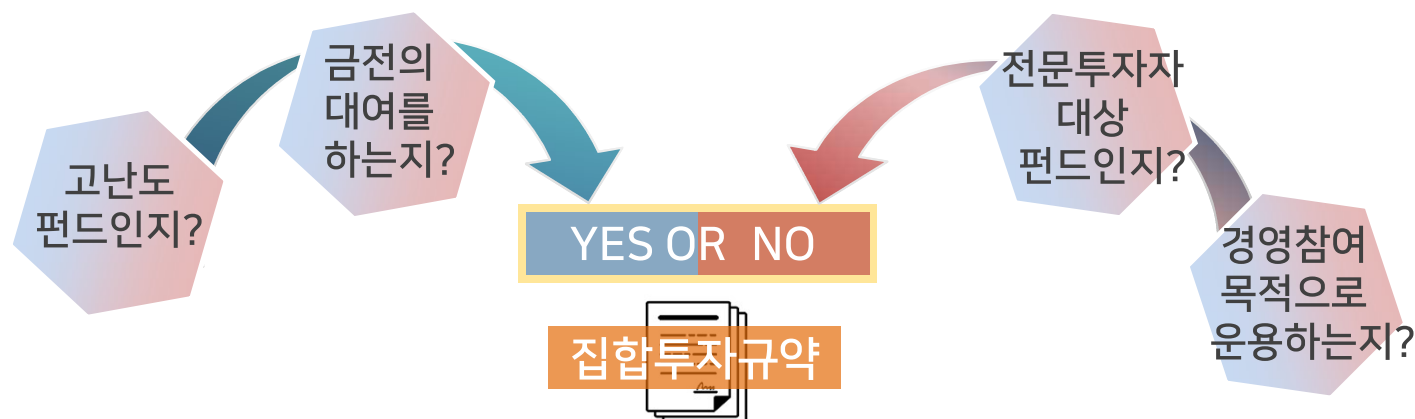 고난도
펀드인지?
금전의
대여를
하는지?
전문투자자
대상
펀드인지?
경영참여
목적으로
운용하는지?
YES OR NO
집합투자규약